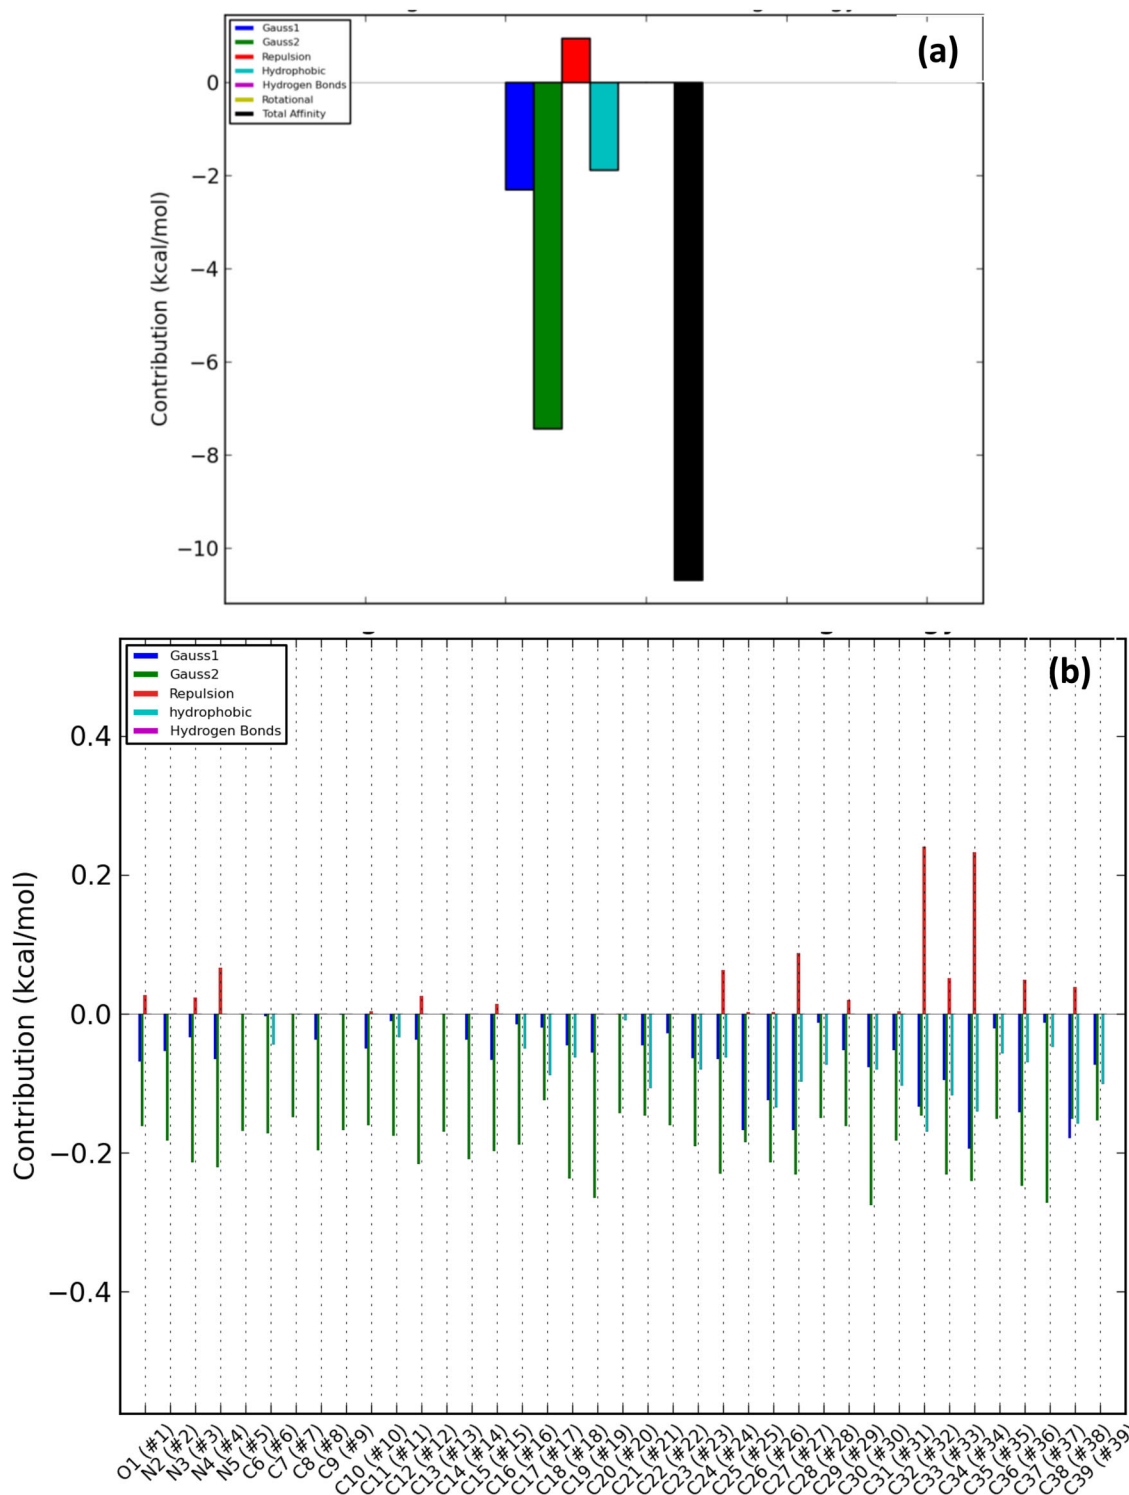 (a)
Gauss1
Gauss2
Repulsion
Hydrophobic
Hydrogen Bonds
Rotational
Total Affinity
Contribution (kcal/mol)
0
−2
−4
−6
−8
−10
(b)
Gauss1
Gauss2
Repulsion
hydrophobic
Hydrogen Bonds
Contribution (kcal/mol)
0.4
0.2
0.0
−0.2
−0.4
O1 (#1)
N2 (#2)
N3 (#3)
N4 (#4)
N5 (#5)
C6 (#6)
C7 (#7)
C8 (#8)
C9 (#9)
C10 (#10)
C11 (#11)
C12 (#12)
C13 (#13)
C14 (#14)
C15 (#15)
C16 (#16)
C17 (#17)
C18 (#18)
C19 (#19)
C20 (#20)
C21 (#21)
C22 (#22)
C23 (#23)
C24 (#24)
C25 (#25)
C26 (#26)
C27 (#27)
C28 (#28)
C29 (#29)
C30 (#30)
C31 (#31)
C32 (#32)
C33 (#33)
C34 (#34)
C35 (#35)
C36 (#36)
C37 (#37)
C38 (#38)
C39 (#39)